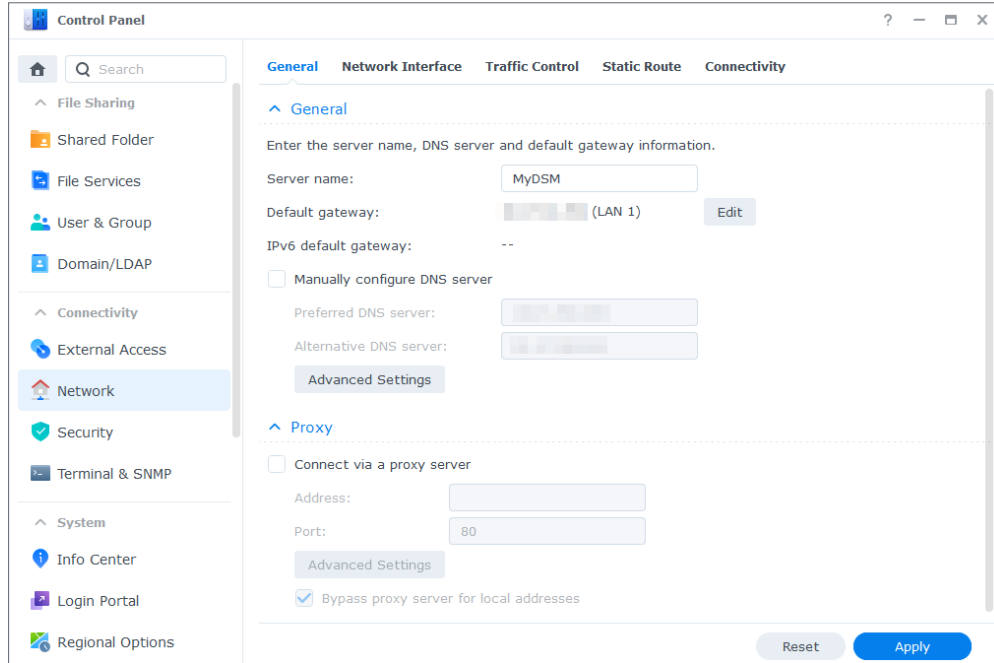 Control Panel
?
Search
File Sharing
Shared Folder
File Services
User & Group
Domain/LDAP
Connectivity
External Access
Network
Security
Terminal & SNMP
System
Info Center
Login Portal
Regional Options
General Network Interface Traffic Control Static Route Connectivity
General
Enter the server name, DNS server and default gateway information.
Server name: MyDSM
Default gateway: (LAN 1) Edit
IPv6 default gateway: --
Manually configure DNS server
Preferred DNS server:
Alternative DNS server:
Advanced Settings
Proxy
Connect via a proxy server
Address:
Port: 80
Advanced Settings
Bypass proxy server for local addresses
Reset Apply